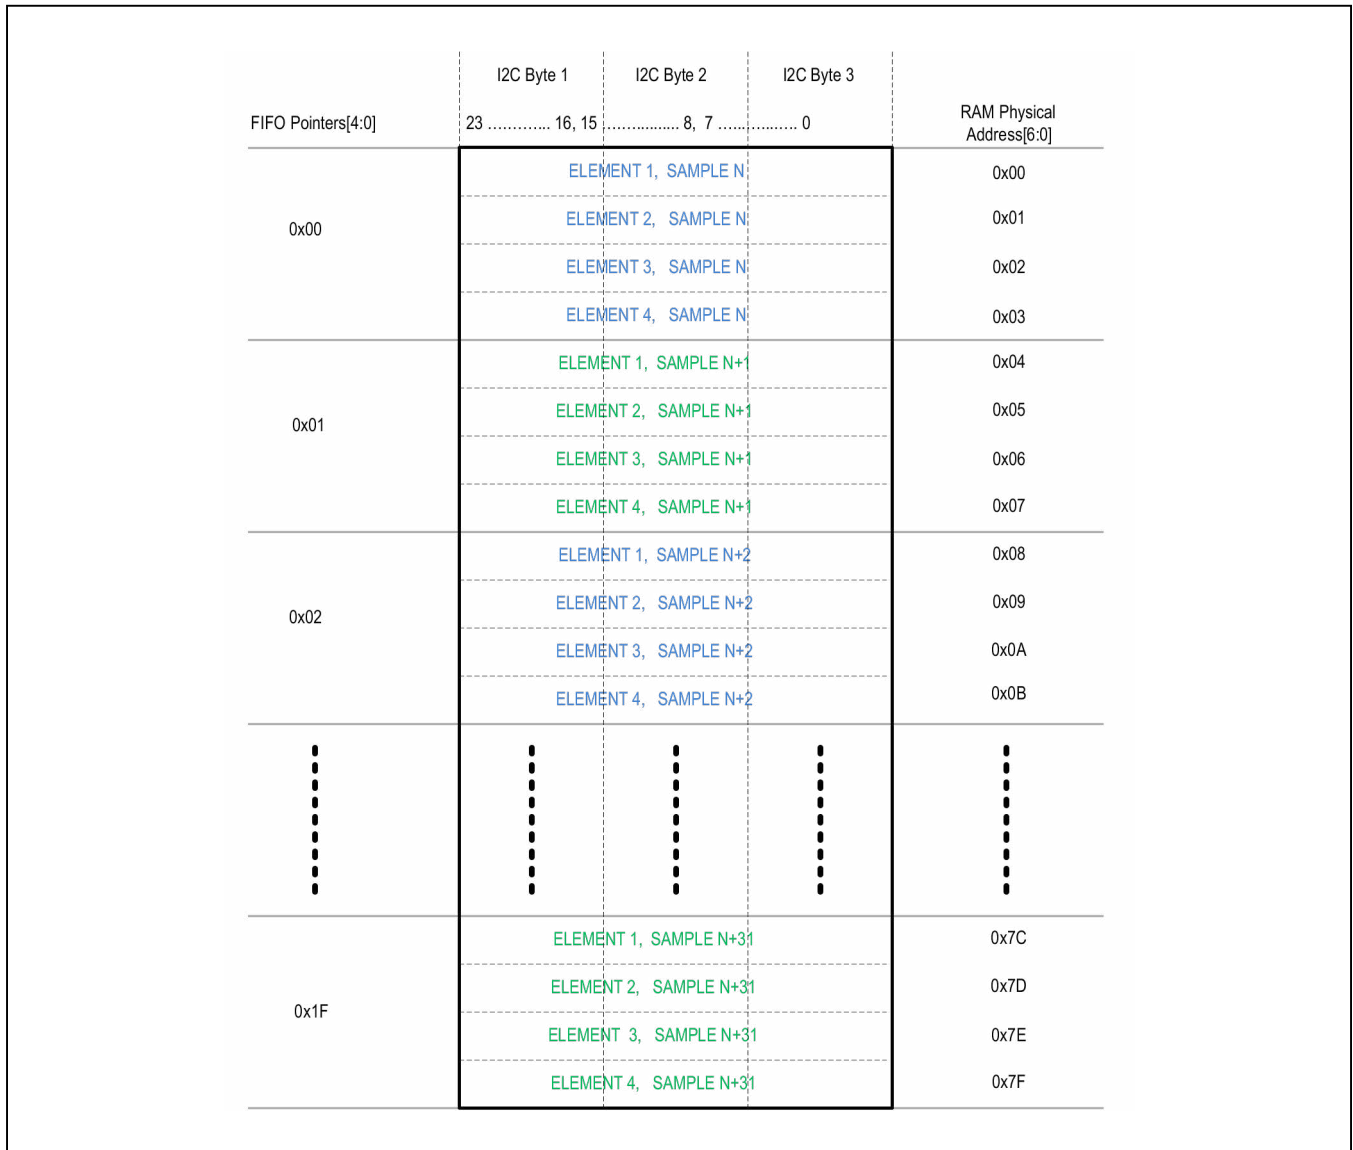 I2C Byte 1 I2C Byte 2 I2C Byte 3
FIFO Pointers[4:0] 23 ………... 16, 15 ................... 8, 7 .................... 0 RAM Physical
Address[6:0]
ELEMENT 1, SAMPLE N 0x00
ELEMENT 2, SAMPLE N 0x01
0x00
ELEMENT 3, SAMPLE N 0x02
ELEMENT 4, SAMPLE N 0x03
ELEMENT 1, SAMPLE N+1 0x04
ELEMENT 2, SAMPLE N+1 0x05
0x01
ELEMENT 3, SAMPLE N+1 0x06
ELEMENT 4, SAMPLE N+1 0x07
ELEMENT 1, SAMPLE N+2 0x08
ELEMENT 2, SAMPLE N+2 0x09
0x02
ELEMENT 3, SAMPLE N+2 0x0A
ELEMENT 4, SAMPLE N+2 0x0B
ELEMENT 1, SAMPLE N+31 0x7C
ELEMENT 2, SAMPLE N+31 0x7D
0x1F
ELEMENT 3, SAMPLE N+31 0x7E
ELEMENT 4, SAMPLE N+31 0x7F